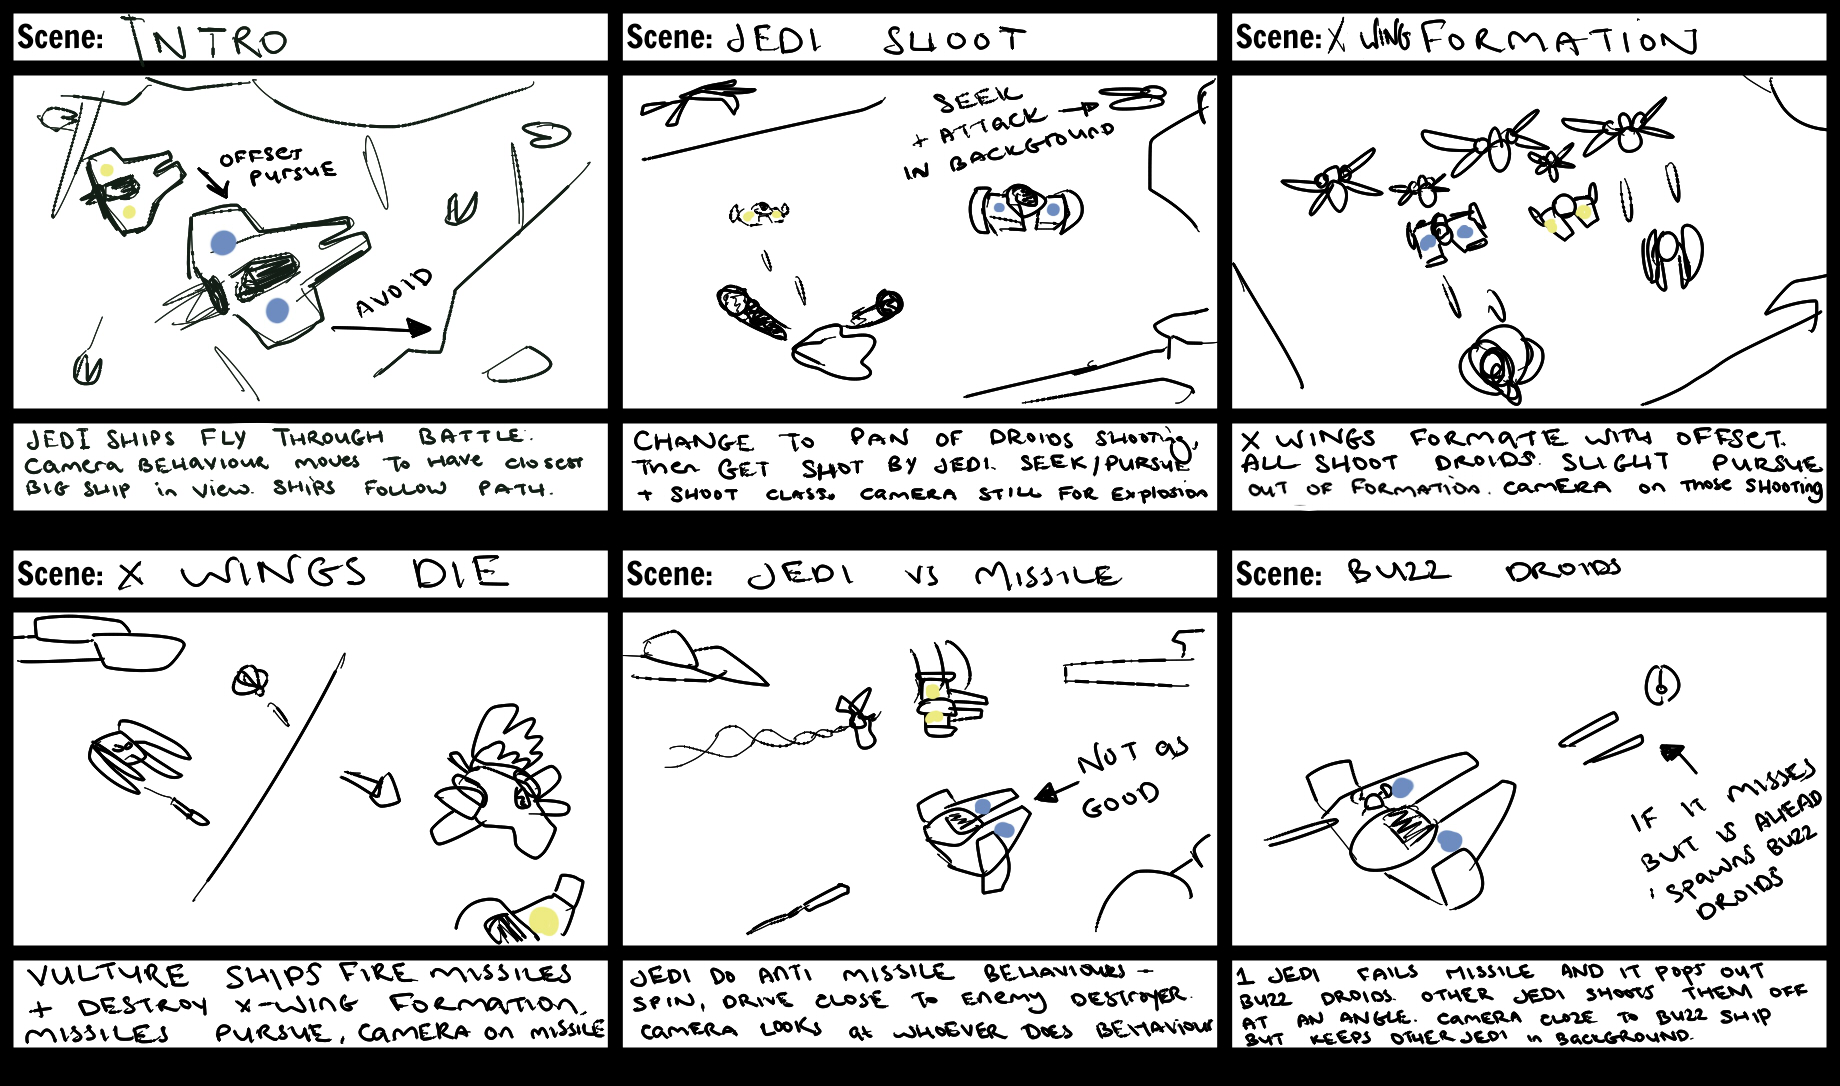 Scene: INTRO
OFFSET
PURSUE
AVOID
JEDI SHIPS FLY THROUGH BATTLE.
Camera BEHAVIOUR moves To Have closest
BIG SHIP in view. SHIPS FOLLOW PATH.
Scene: JEDI SHOOT
SEEK
+ ATTACK
IN BACKGROUND
CHANGE TO PAN OF DROIDS SHOOTING,
Then GET SHOT BY JEDI. SEEK/PURSUE
+ SHOOT CLASS. CAMERA STILL FOR Explosion
Scene: X WING FORMATION
X WINGS FORMATE WITH OFFSET.
ALL SHOOT DROIDS. SLIGHT PURSUE
OUT OF FORMATION. CAMERA on Those SHOOTING
Scene: X WINGS DIE
VULTURE SHIPS FIRE MISSILES
+ DESTROY X-WING FORMATION.
MISSILES PURSUE, CAMERA ON MISSILE
Scene: JEDI VS MISSILE
NOT as
GOOD
JEDI DO ANTI MISSILE BEHAVIOURS -
SPIN, DRIVE CLOSE TO Enemy DESTROYER.
CAMERA LOOKS at WHOEVER DOES BEHAVIOUR
Scene: BUZZ DROIDS
IF IT MISSES
BUT IS AHEAD
SPAWNS BUZZ
DROIDS
1 JEDI FAILS MISSILE AND IT POPS OUT
BUZZ DROIDS. OTHER JEDI SHOOTS THEM OFF
AT AN ANGLE. CAMERA CLOZE TO BUZZ SHIP
BUT KEEPS OTHER JEDI in BACKGROUND.